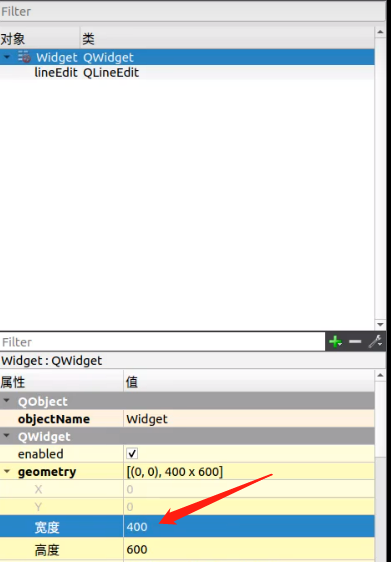 Filter
对象 类
Widget QWidget
lineEdit QLineEdit
Filter
Widget : QWidget
属性 值
QObject
objectName Widget
QWidget
enabled
geometry [(0, 0), 400 x 600]
X 0
Y 0
宽度 400
高度 600